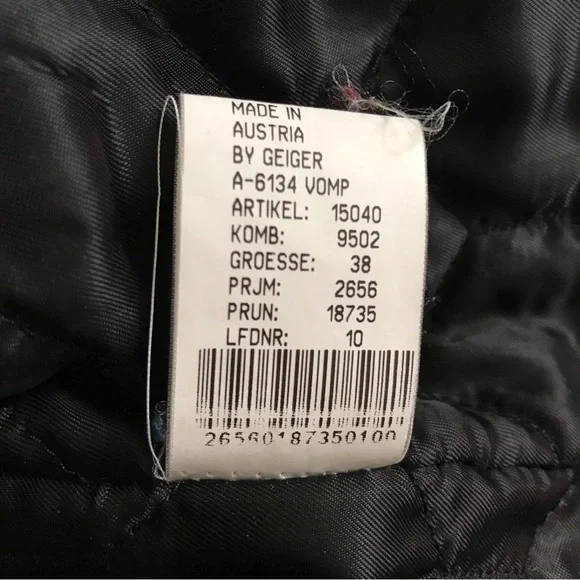 MADE IN
AUSTRIA
BY GEIGER
A-6134 VOMP
ARTIKEL: 15040
KOMB: 9502
GROESSE: 38
PRJM: 2656
PRUN: 18735
LFDNR: 10
26560187350100